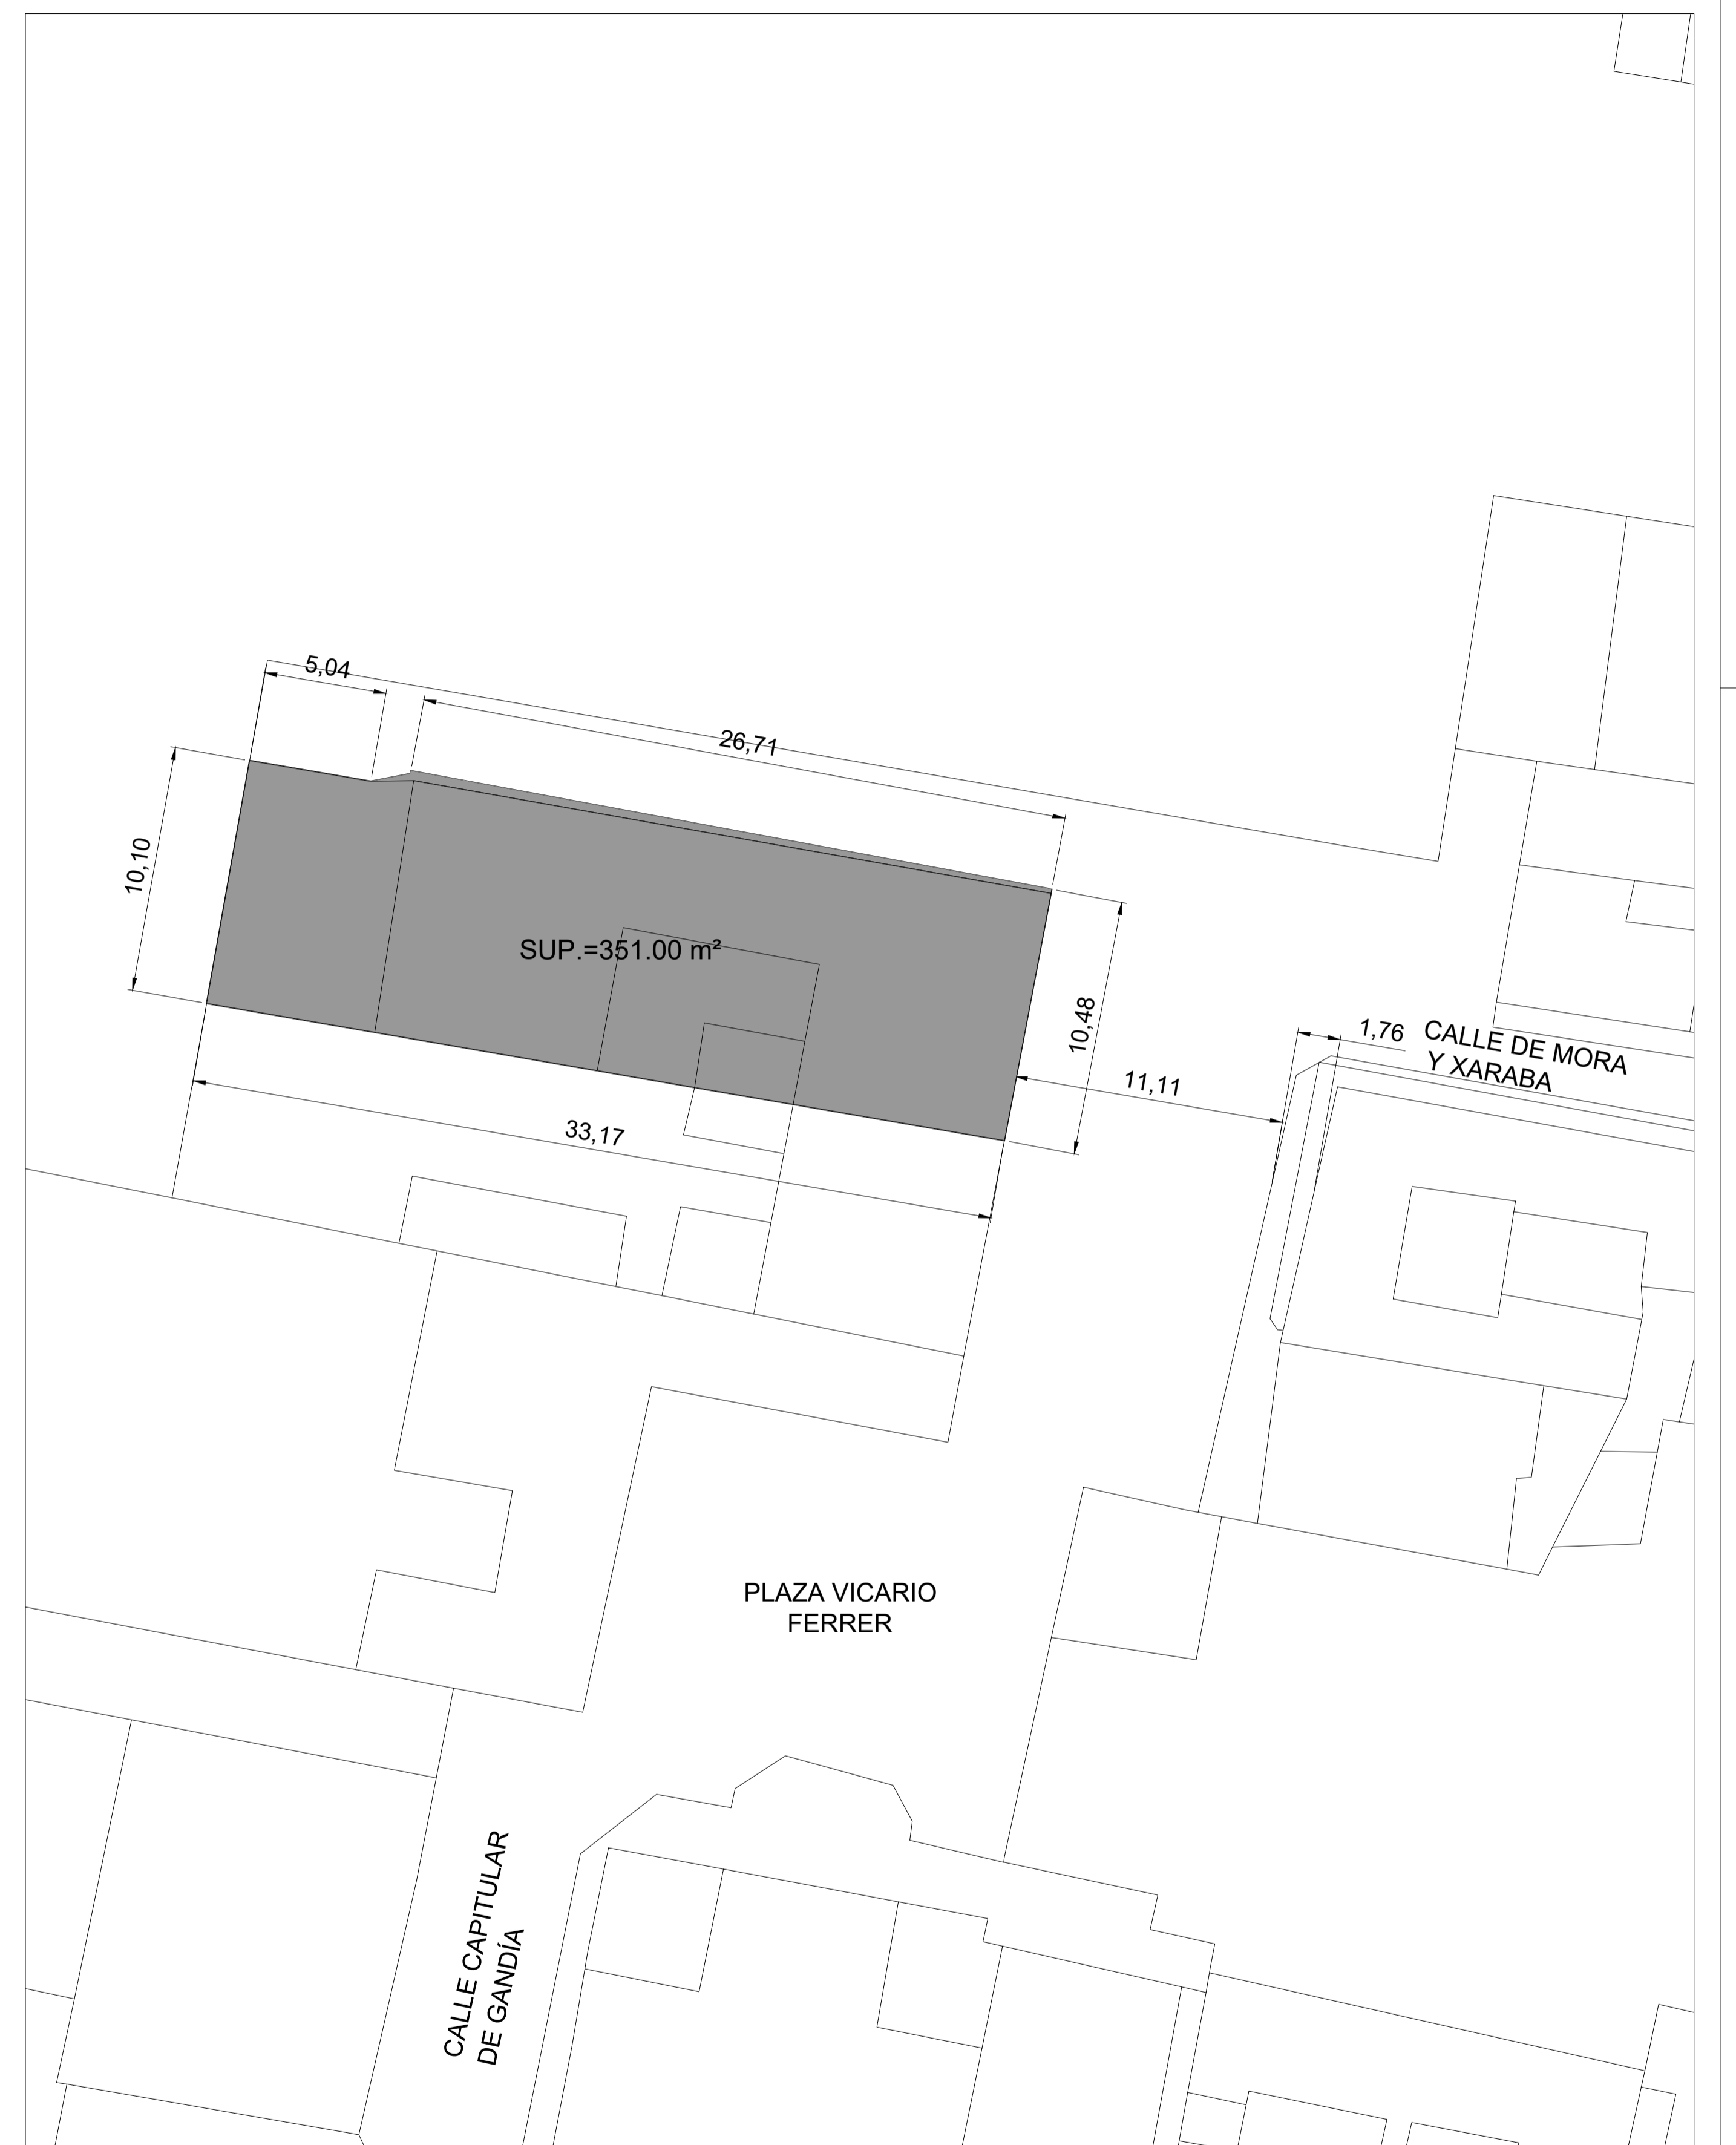 5,04
26,71
10,10
SUP.=351.00 m²
10,48
1,76
CALLE DE MORA
Y XARABA
11,11
33,17
PLAZA VICARIO
FERRER
CALLE CAPITULAR
DE GANDÍA